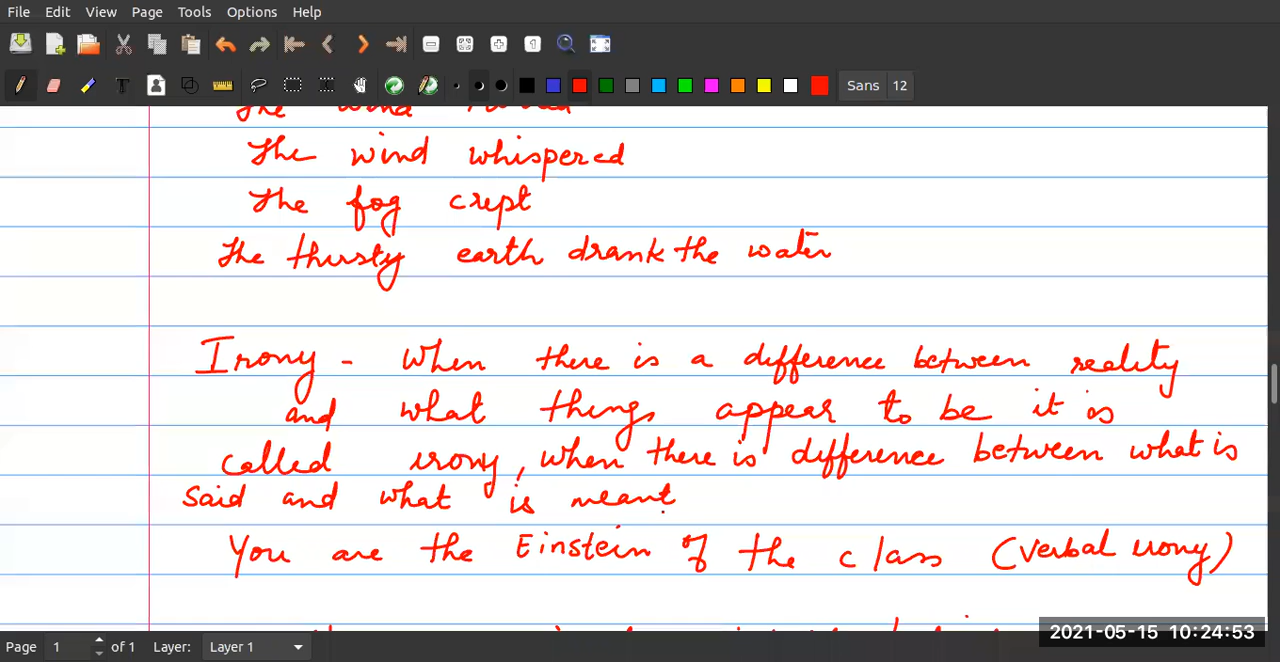 File Edit View Page Tools Options Help
Sans 12
The wind
The wind whispered
The fog crept
The thirsty earth drank the water
Irony - When there is a difference between reality
and what things appear to be it is
called irony, when there is difference between what is
said and what is meant.
You are the Einstein of the class (Verbal irony)
2021-05-15 10:24:53
Page 1 of 1 Layer: Layer 1